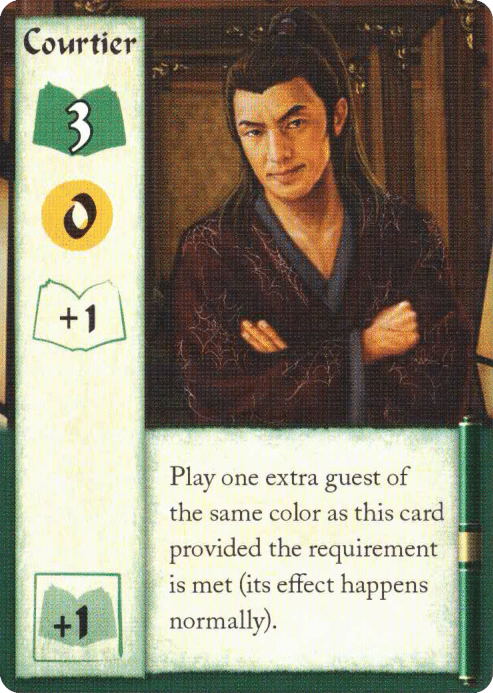 Courtier
3
0
+1
Play one extra guest of
the same color as this card
provided the requirement
is met (its effect happens
normally).
+1